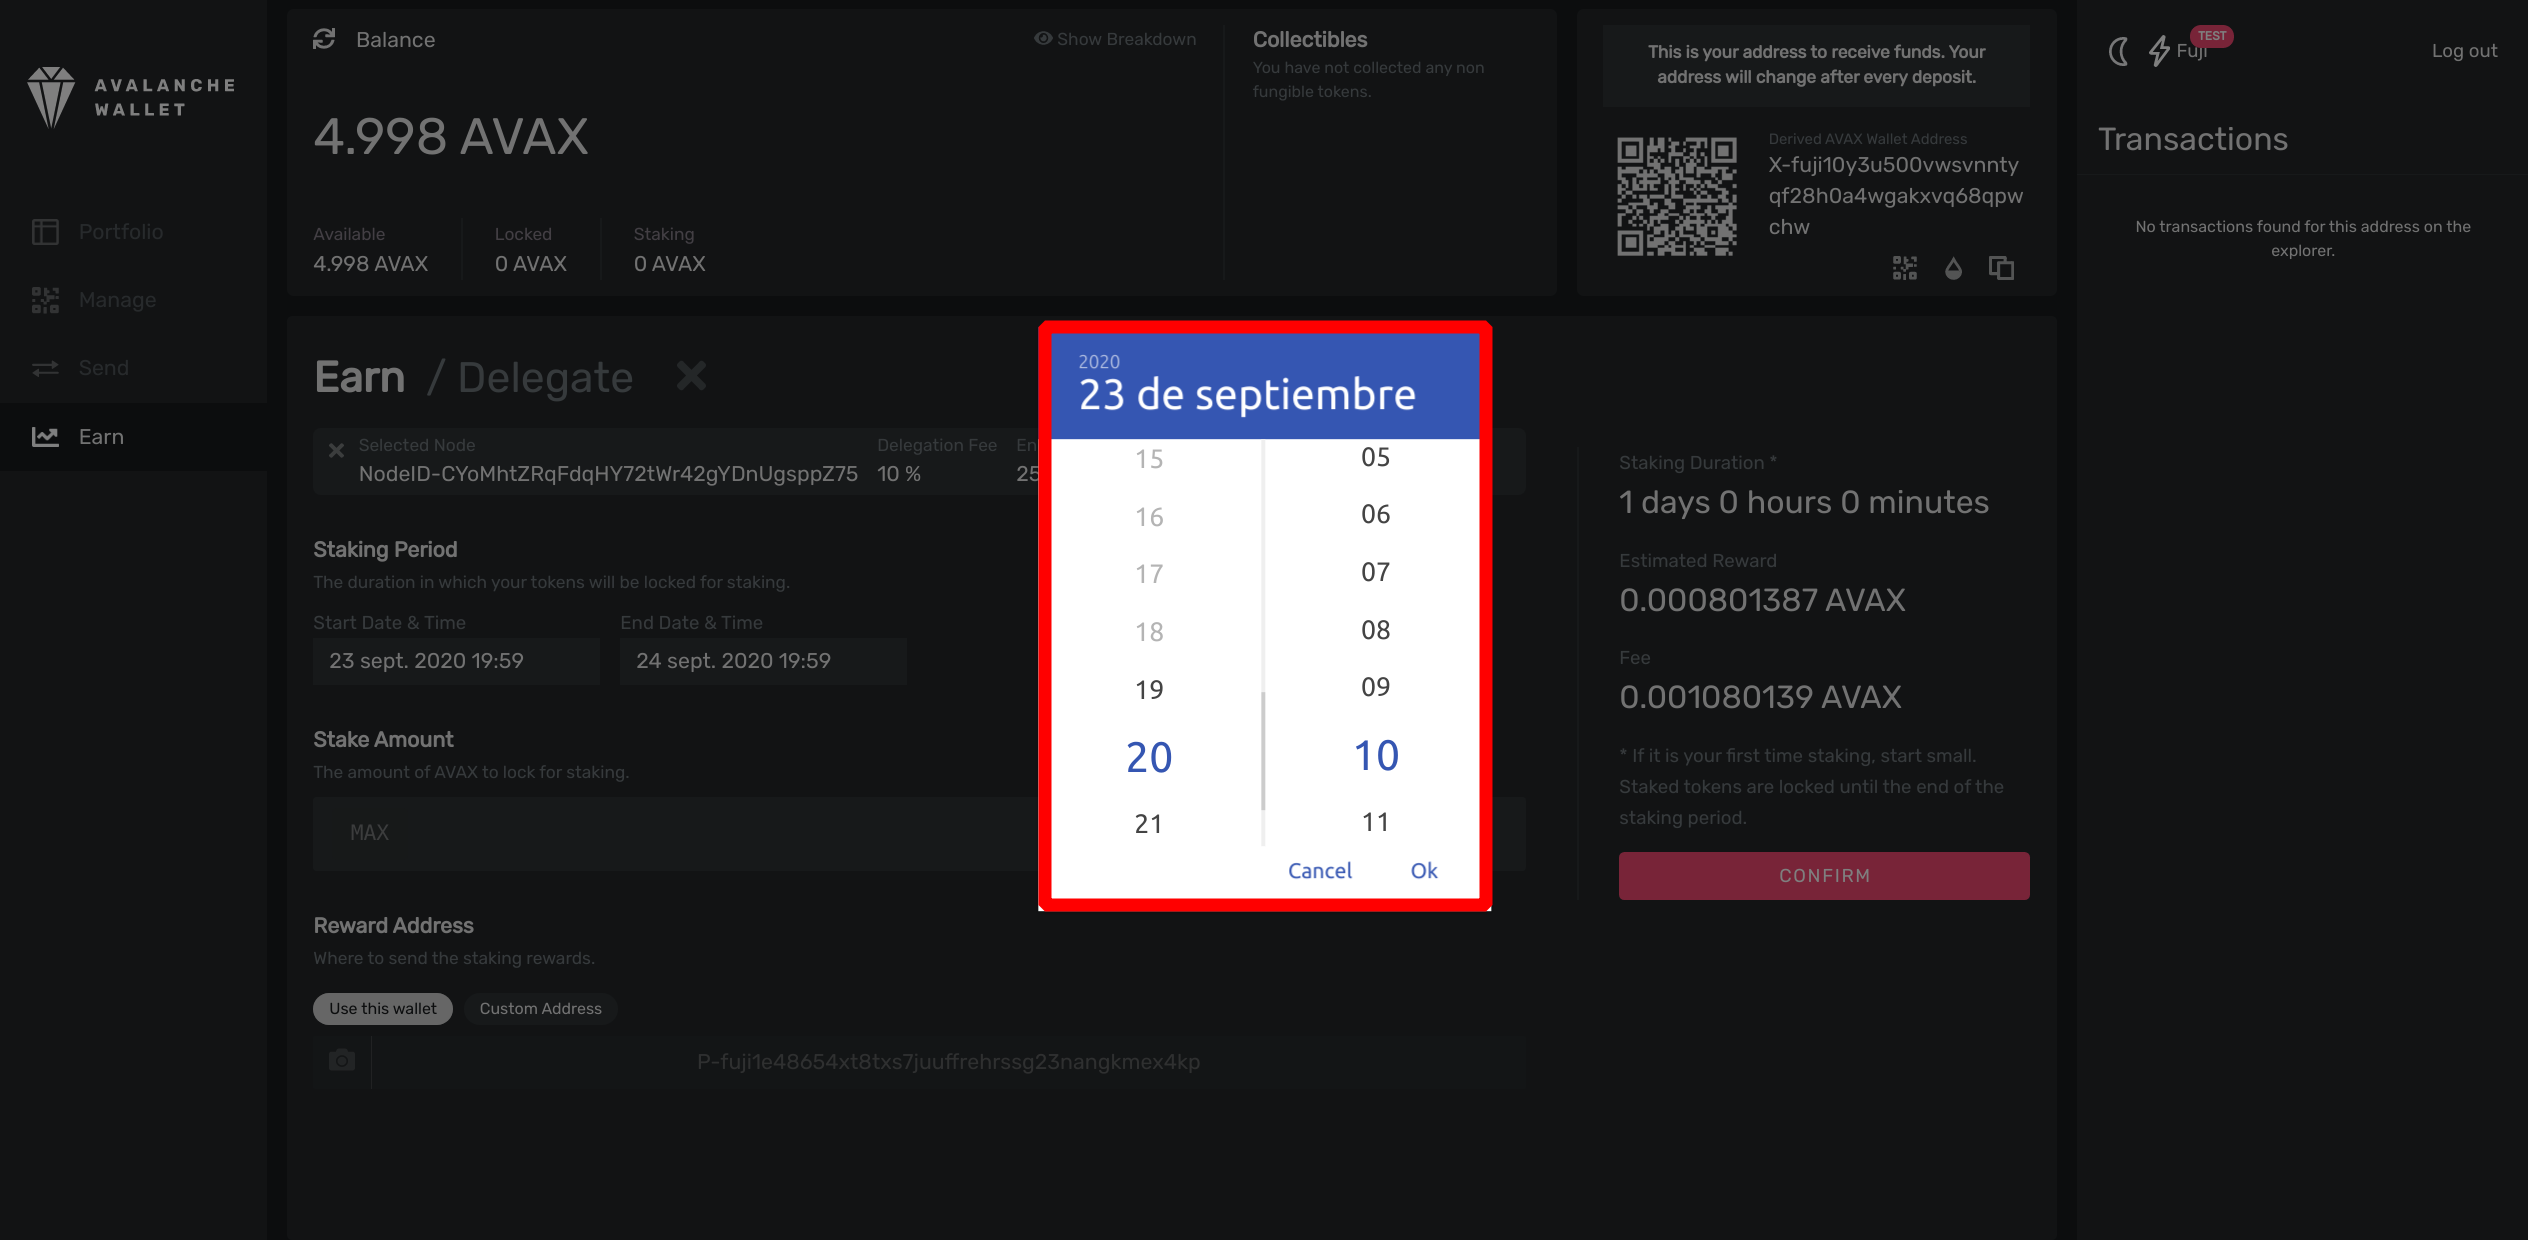 AVALANCHE
WALLET
Portfolio
Manage
Send
Earn
Balance
Show Breakdown
4.998 AVAX
Available
4.998 AVAX
Locked
0 AVAX
Staking
0 AVAX
Collectibles
You have not collected any non
fungible tokens.
This is your address to receive funds. Your
address will change after every deposit.
Derived AVAX Wallet Address
X-fuji10y3u500vwsvnnty
qf28h0a4wgakxvq68qpw
chw
Fuji
TEST
Log out
Transactions
No transactions found for this address on the
explorer.
Earn / Delegate
Selected Node
NodeID-CYoMhtZRqFdqHY72tWr42gYDnUgsppZ75
Delegation Fee
10 %
En
25
Staking Period
The duration in which your tokens will be locked for staking.
Start Date & Time
23 sept. 2020 19:59
End Date & Time
24 sept. 2020 19:59
Stake Amount
The amount of AVAX to lock for staking.
MAX
Reward Address
Where to send the staking rewards.
Use this wallet
Custom Address
P-fuji1e48654xt8txs7juuffrehrssg23nangkmex4kp
2020
23 de septiembre
15
16
17
18
19
20
21
05
06
07
08
09
10
11
Cancel
Ok
Staking Duration *
1 days 0 hours 0 minutes
Estimated Reward
0.000801387 AVAX
Fee
0.001080139 AVAX
* If it is your first time staking, start small.
Staked tokens are locked until the end of the
staking period.
CONFIRM